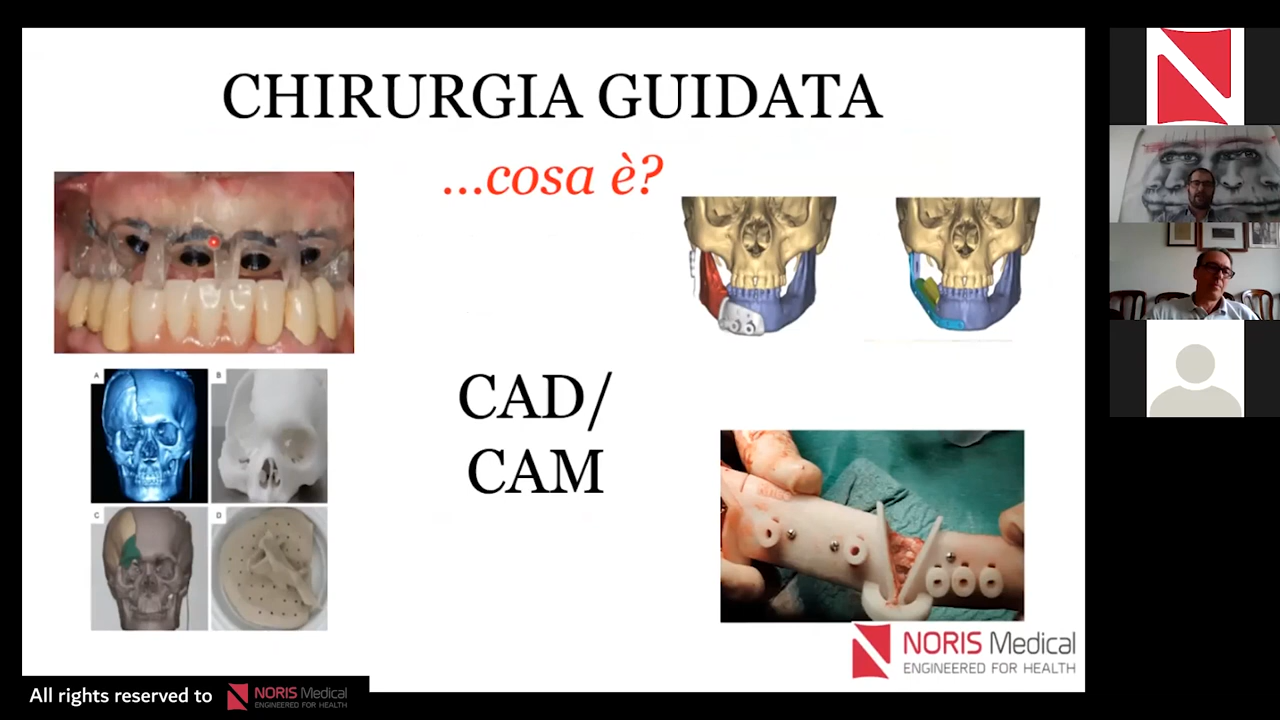 CHIRURGIA GUIDATA
...cosa è?
A
B
C
D
CAD/
CAM
NORIS Medical
ENGINEERED FOR HEALTH
All rights reserved to
NORIS Medical
ENGINEERED FOR HEALTH